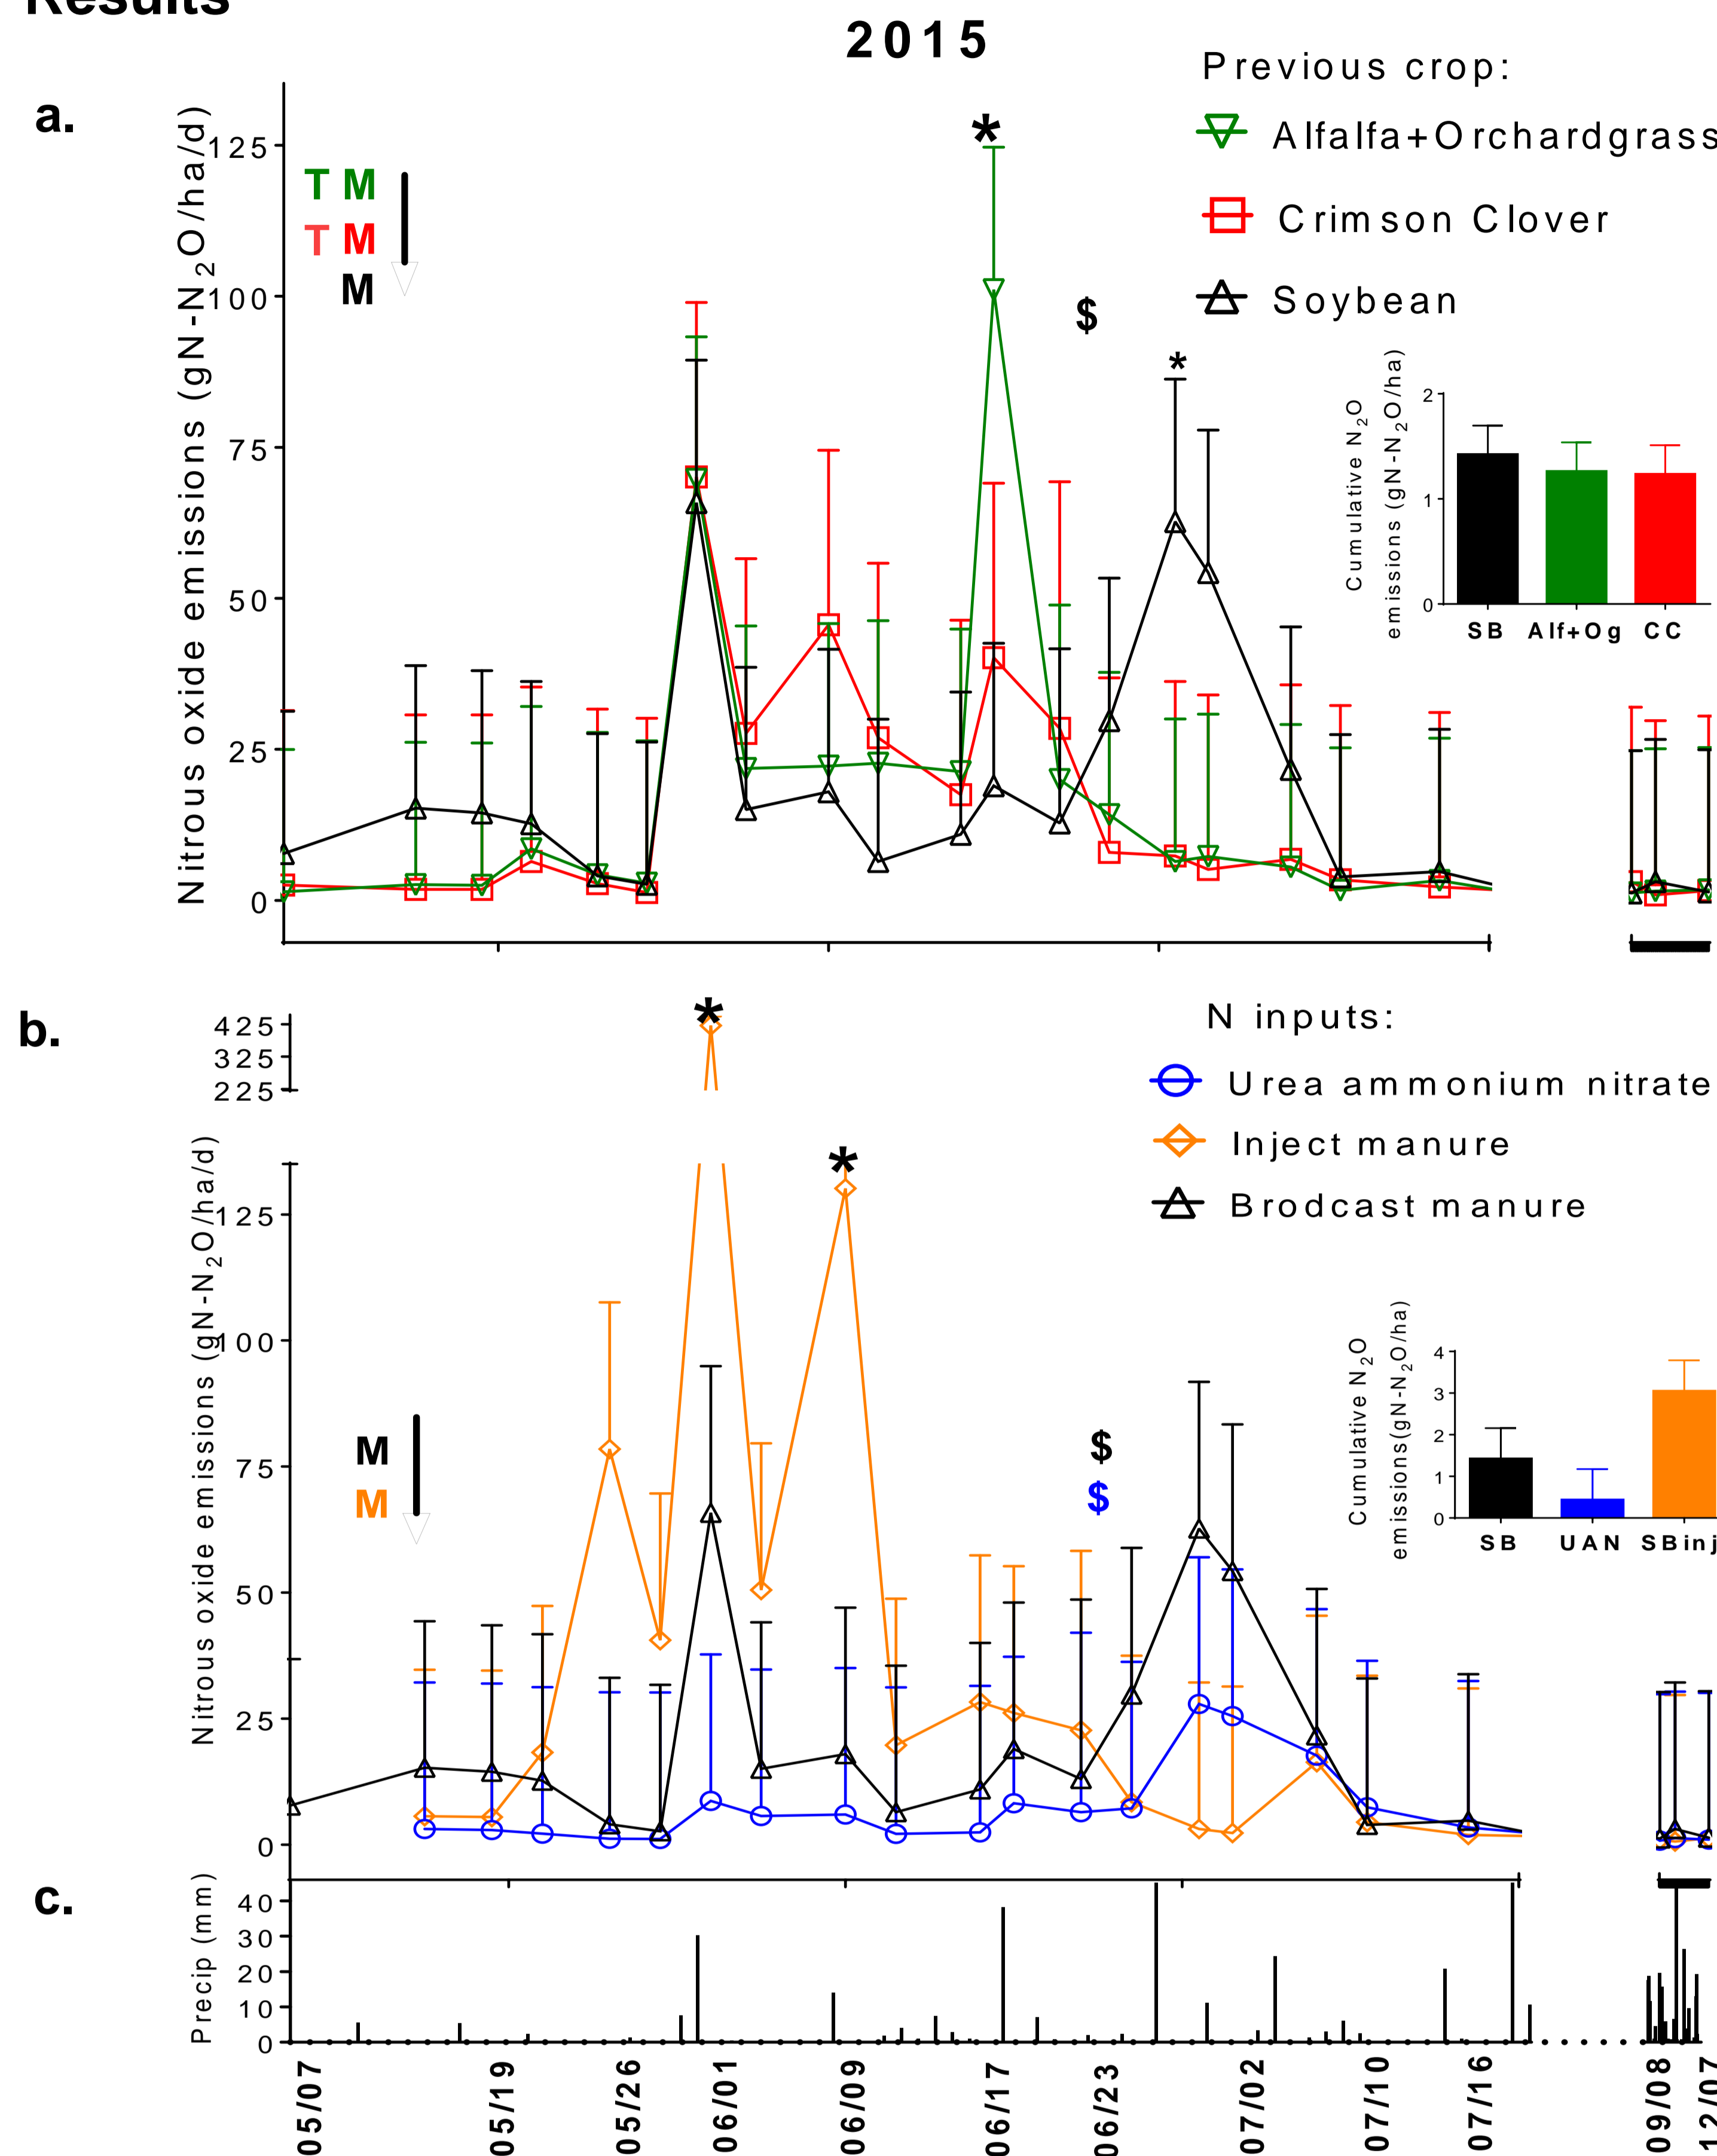 Results
2015
a.
Previous crop:
Alfalfa+Orchardgrass
Crimson Clover
Soybean
Nitrous oxide emissions (gN-N2O/ha/d)
125
100
75
50
25
0
T M
T M
M
*
$
*
Cumulative N2O
emissions (gN-N2O/ha)
2
1
0
SB Alf+Og CC
b.
N inputs:
Urea ammonium nitrate
Inject manure
Brodcast manure
425
325
225
Nitrous oxide emissions (gN-N2O/ha/d)
125
100
75
50
25
0
*
*
M
M
$
$
Cumulative N2O
emissions(gN-N2O/ha)
4
3
2
1
0
SB UAN SBinj
c.
Precip (mm)
40
30
20
10
0
05/07 05/19 05/26 06/01 06/09 06/17 06/23 07/02 07/10 07/16 09/08 12/07